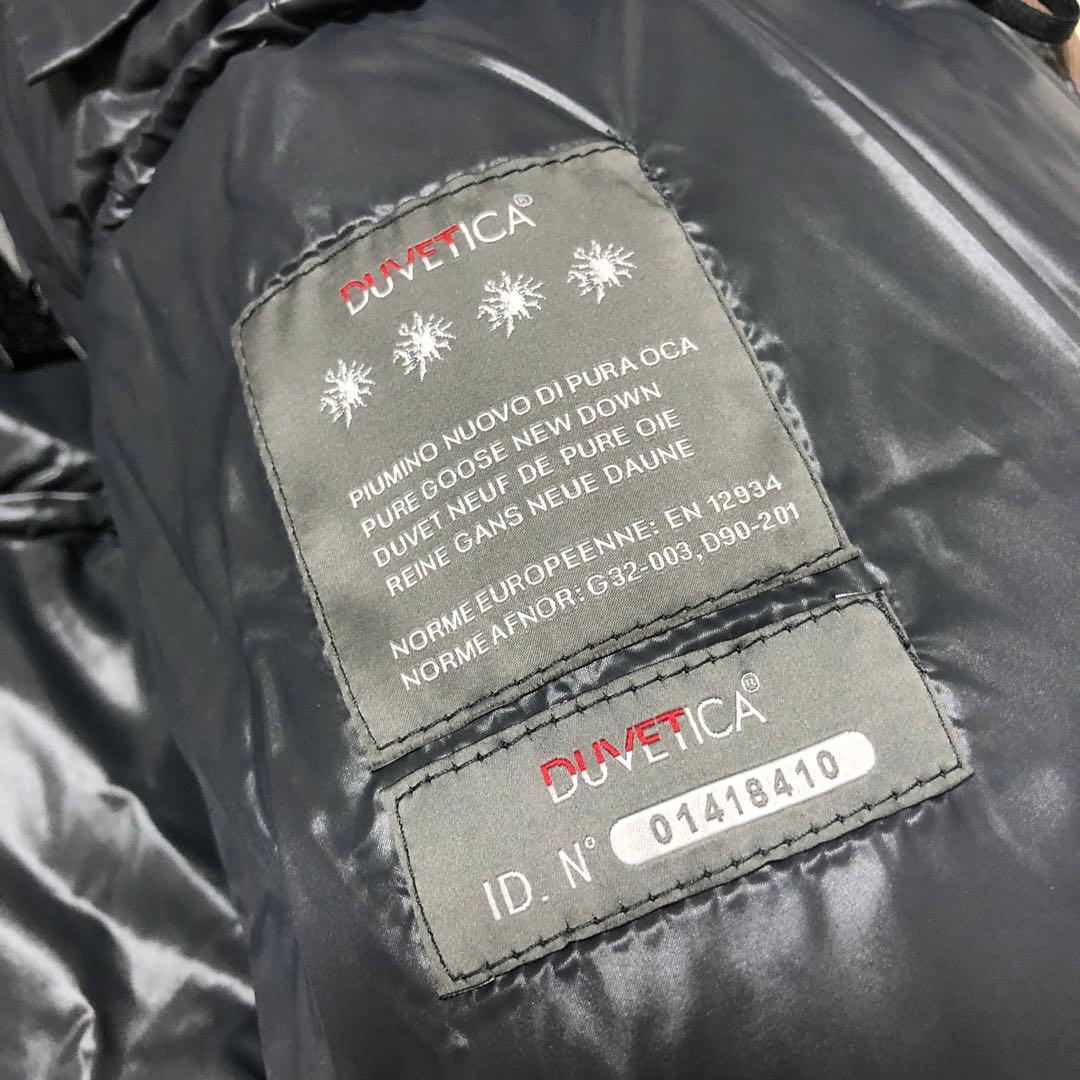 DUVETICA®
PIUMINO NUOVO DI PURA OCA
PURE GOOSE NEW DOWN
DUVET NEUF DE PURE OIE
REINE GANS NEUE DAUNE
NORME EUROPEENNE: EN 12934
NORME AFNOR: G32-003, D90-201
DUVETICA®
ID. N° 01418410